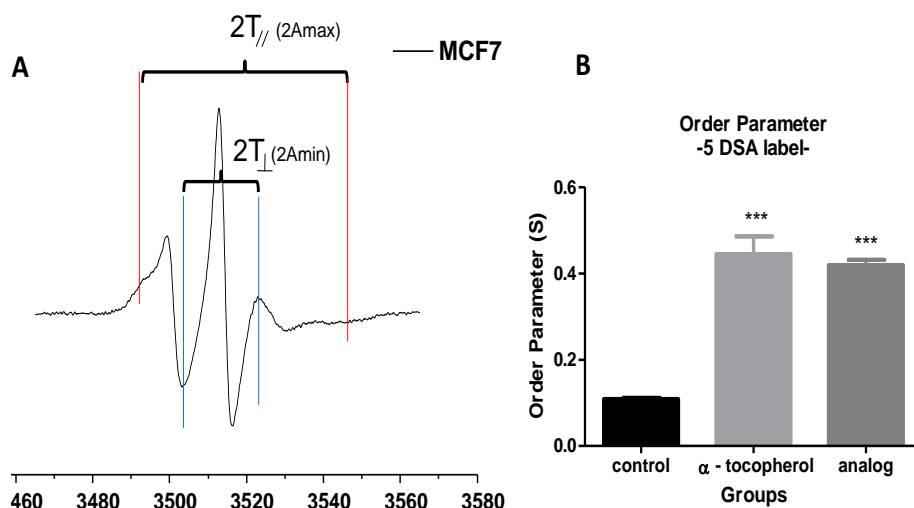 A
2T// (2Amax)
MCF7
2T⊥(2Amin)
460 3480 3500 3520 3540 3560 3580
B
Order Parameter
-5 DSA label-
Order Parameter (S)
0.6
0.4
0.2
0.0
***
***
control α - tocopherol analog
Groups